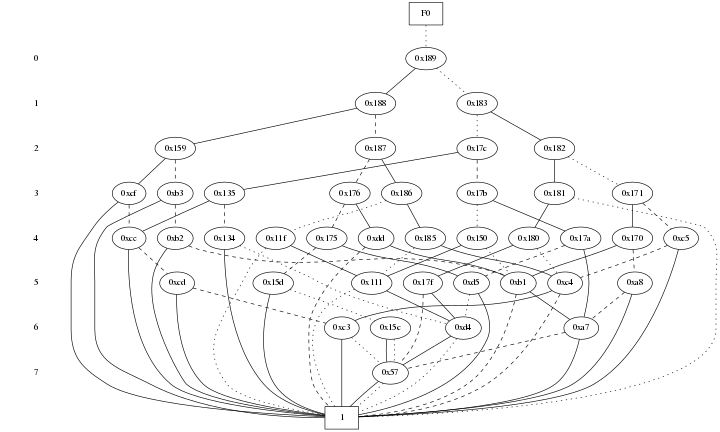 F0
0 0x189
1 0x188 0x183
2 0x159 0x187 0x17c 0x182
3 0xcf 0xb3 0x135 0x176 0x186 0x17b 0x181 0x171
4 0xcc 0xb2 0x134 0x11f 0x175 0xdd 0x185 0x150 0x180 0x17a 0x170 0xc5
5 0xcd 0x15d 0x111 0x17f 0xd5 0xb1 0xc4 0xa8
6 0xc3 0x15c 0xd4 0xa7
7 0x57
1